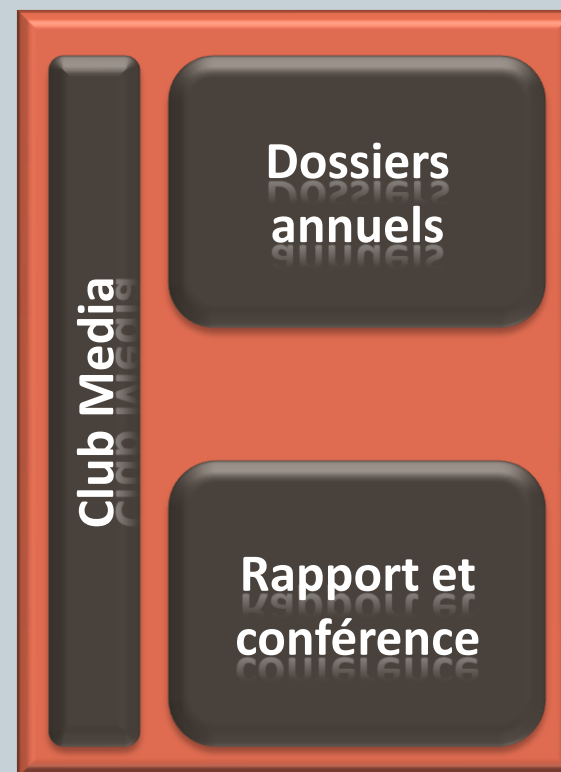 Club Media
Dossiers
annuels
Rapport et
conférence